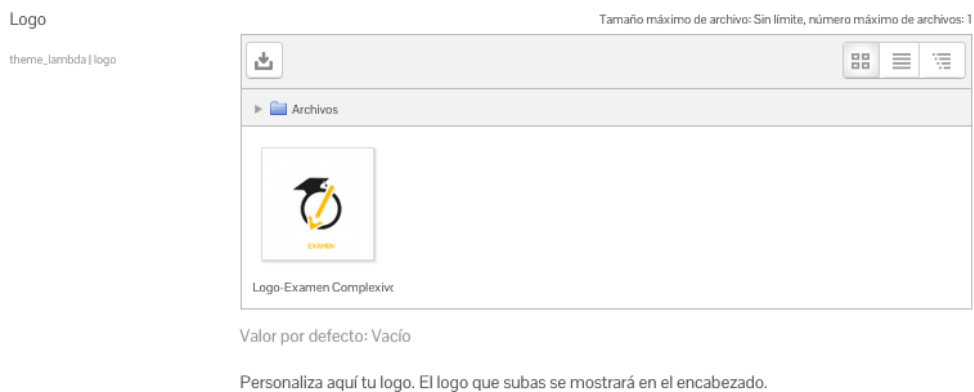 Logo
Tamaño máximo de archivo: Sin límite, número máximo de archivos: 1
theme_lambda | logo
Archivos
EXAMEN
Logo-Examen Complexivo
Valor por defecto: Vacío
Personaliza aquí tu logo. El logo que subas se mostrará en el encabezado.